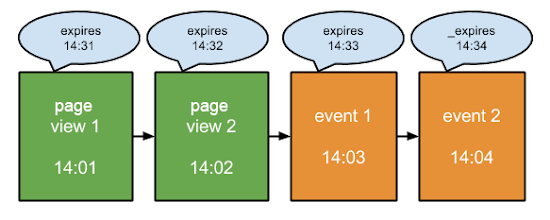 expires
14:31
expires
14:32
expires
14:33
_expires
14:34
page
view 1
14:01
page
view 2
14:02
event 1
14:03
event 2
14:04